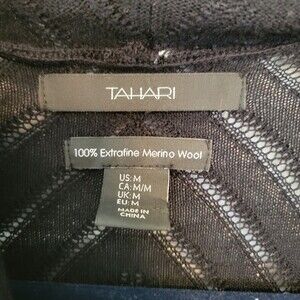 TAHARI
100% Extrafine Merino Wool
US: M
CA: M/M
UK: M
EU: M
MADE IN
CHINA